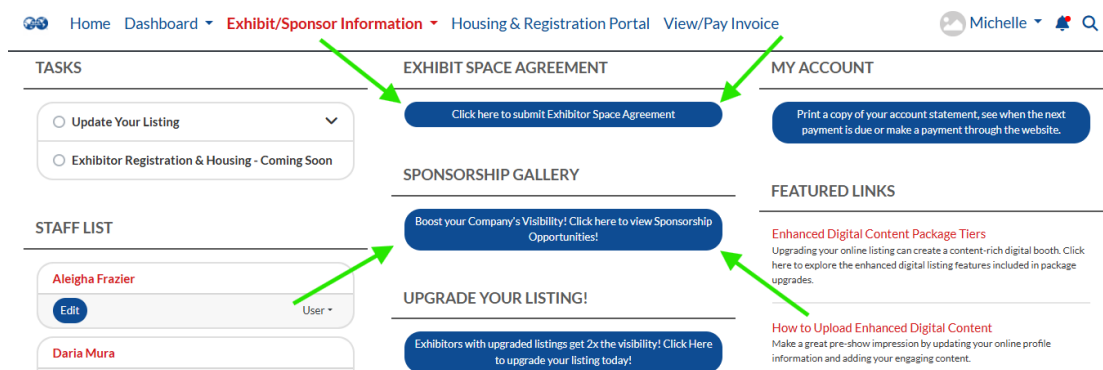 Home Dashboard Exhibit/Sponsor Information Housing & Registration Portal View/Pay Invoice Michelle
TASKS
Update Your Listing
Exhibitor Registration & Housing - Coming Soon
STAFF LIST
Aleigha Frazier
Edit User
Daria Mura
EXHIBIT SPACE AGREEMENT
Click here to submit Exhibitor Space Agreement
SPONSORSHIP GALLERY
Boost your Company's Visibility! Click here to view Sponsorship
Opportunities!
UPGRADE YOUR LISTING!
Exhibitors with upgraded listings get 2x the visibility! Click Here
to upgrade your listing today!
MY ACCOUNT
Print a copy of your account statement, see when the next
payment is due or make a payment through the website.
FEATURED LINKS
Enhanced Digital Content Package Tiers
Upgrading your online listing can create a content-rich digital booth. Click
here to explore the enhanced digital listing features included in package
upgrades.
How to Upload Enhanced Digital Content
Make a great pre-show impression by updating your online profile
information and adding your engaging content.